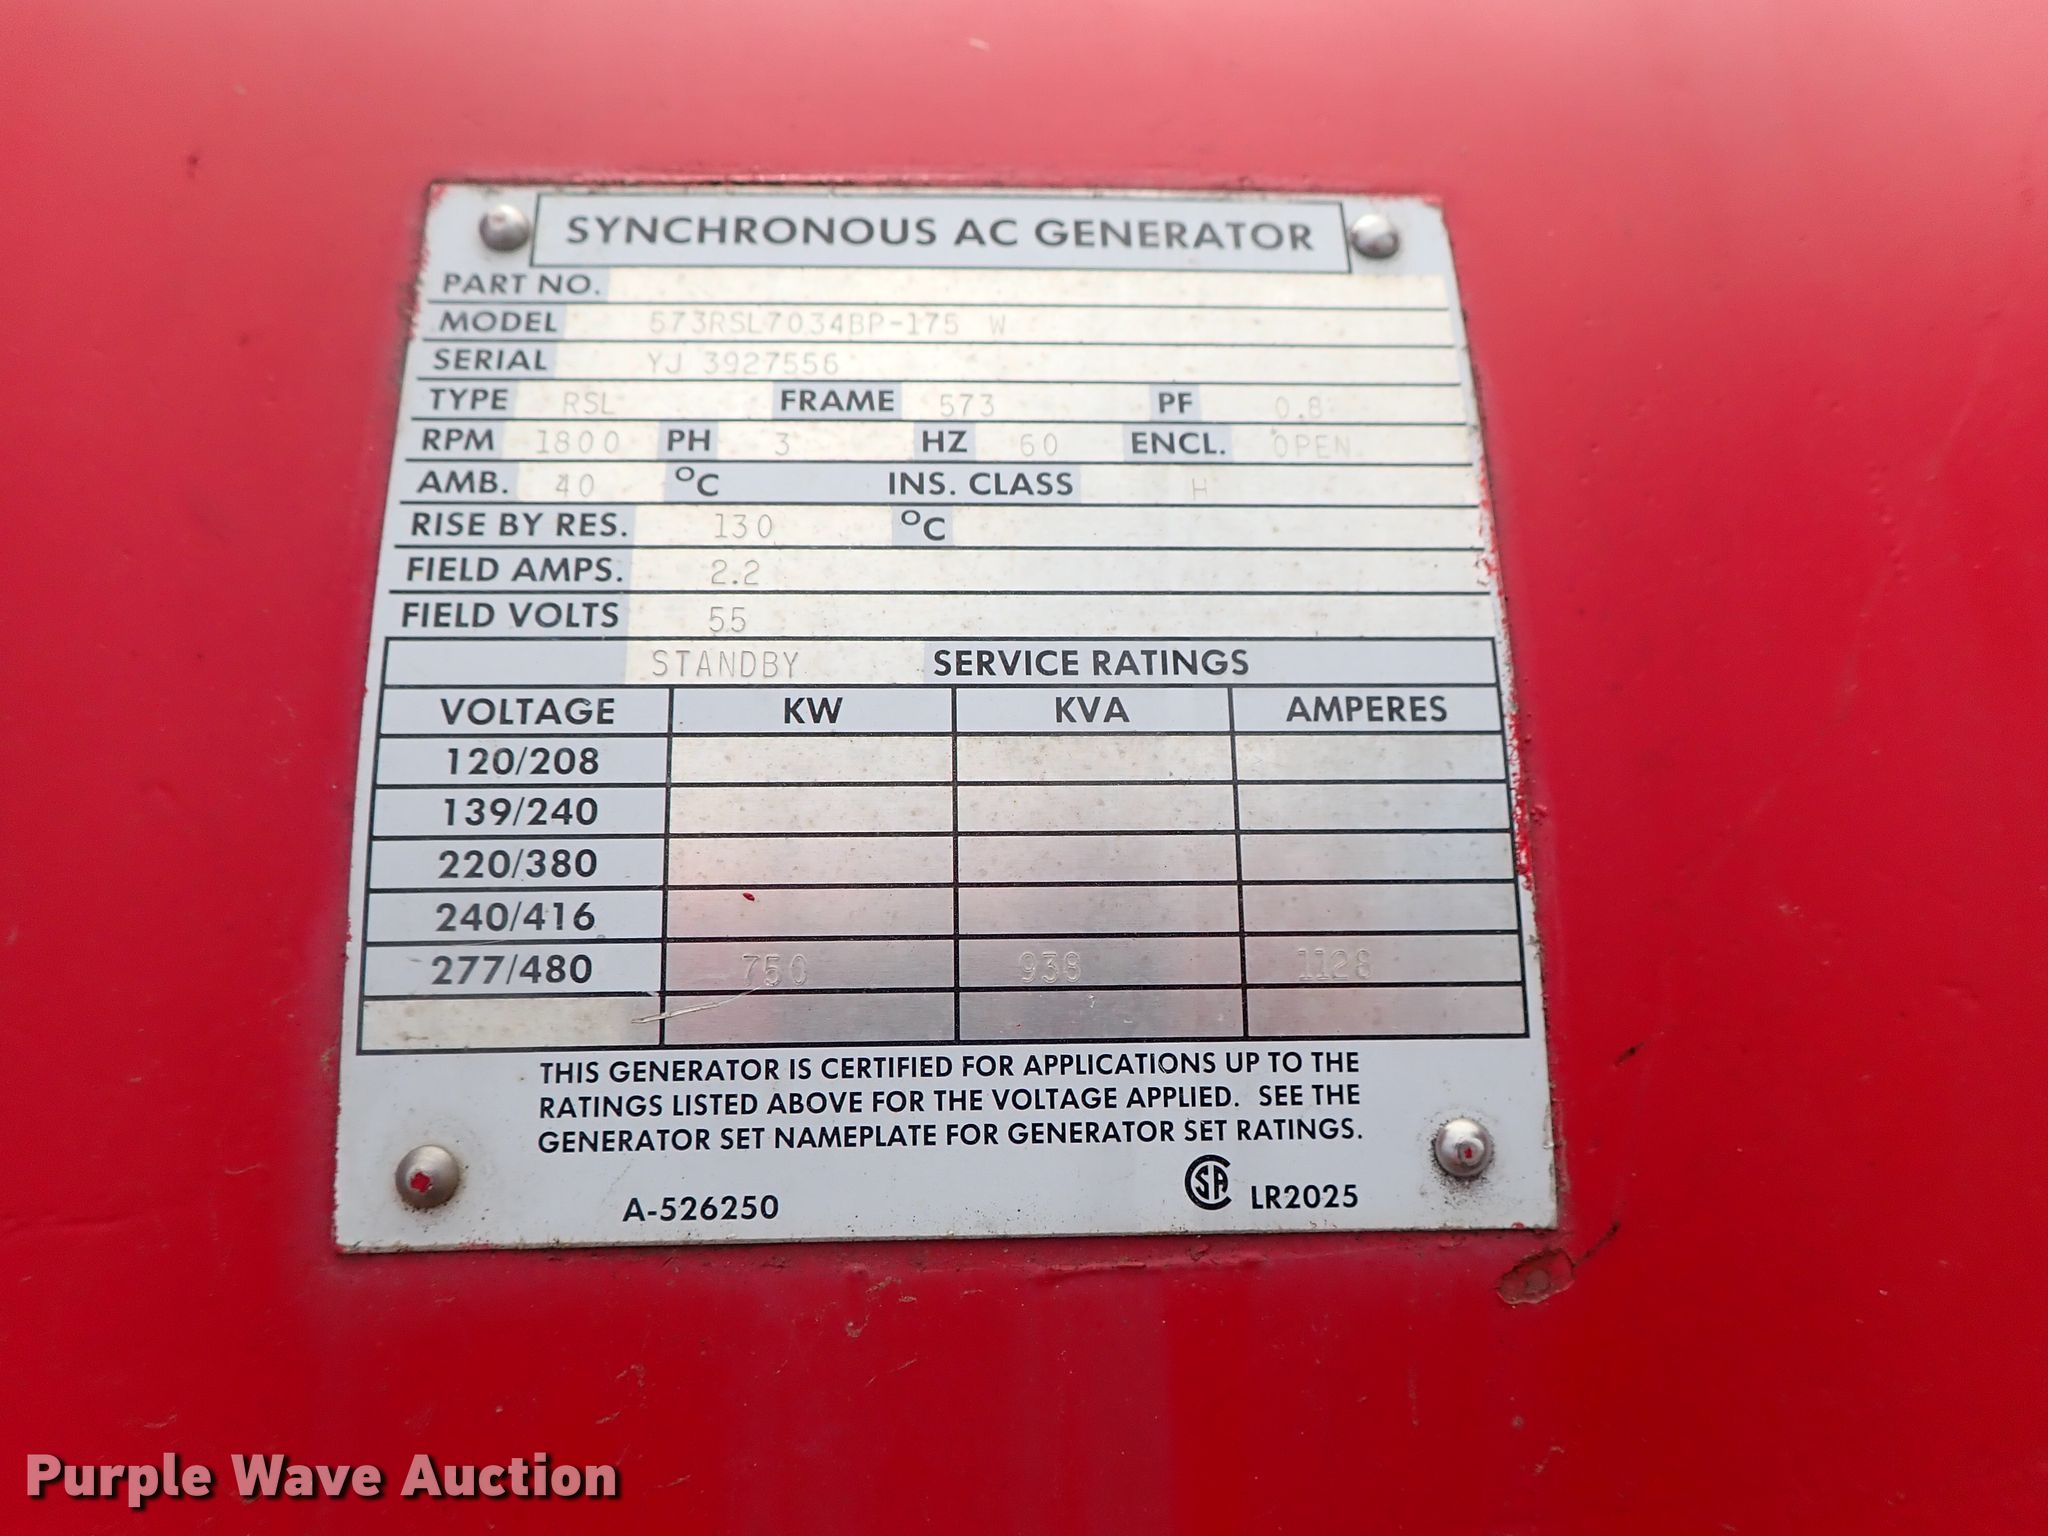 SYNCHRONOUS AC GENERATOR
PART NO.
MODEL 573RSL7034BP-175 W
SERIAL YJ 3927556
TYPE RSL FRAME 573 PF 0.8
RPM 1800 PH 3 HZ 60 ENCL. OPEN
AMB. 40 °C INS. CLASS H
RISE BY RES. 130 °C
FIELD AMPS. 2.2
FIELD VOLTS 55
STANDBY SERVICE RATINGS
VOLTAGE KW KVA AMPERES
120/208
139/240
220/380
240/416
277/480 750 938 1128
THIS GENERATOR IS CERTIFIED FOR APPLICATIONS UP TO THE
RATINGS LISTED ABOVE FOR THE VOLTAGE APPLIED. SEE THE
GENERATOR SET NAMEPLATE FOR GENERATOR SET RATINGS.
A-526250 CSA LR2025
Purple Wave Auction